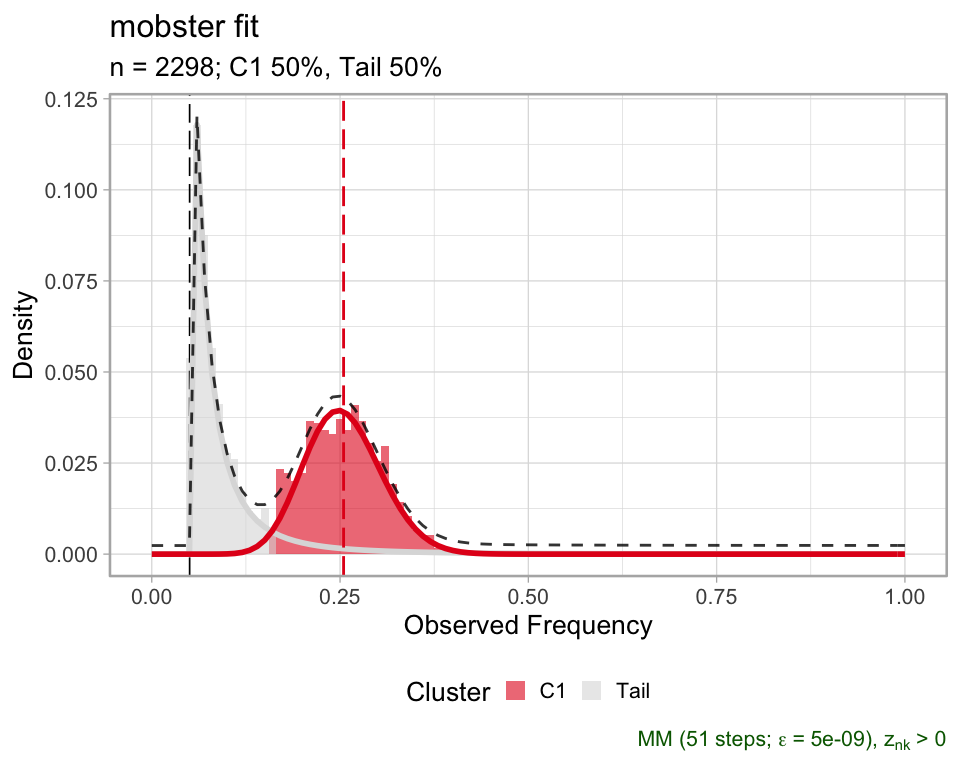 mobster fit
n = 2298; C1 50%, Tail 50%
0.125
0.100
0.075
0.050
0.025
0.000
Density
0.00 0.25 0.50 0.75 1.00
Observed Frequency
Cluster C1 Tail
MM (51 steps; ε = 5e-09), znk > 0